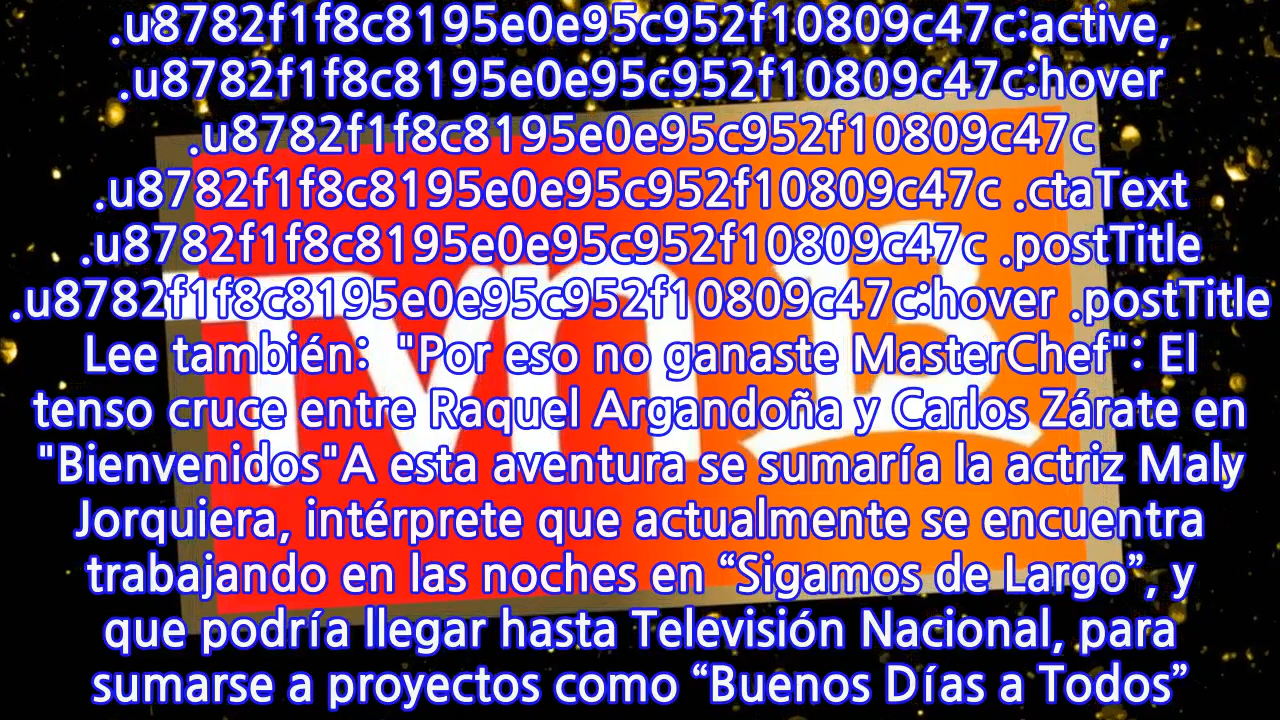 .u8782f1f8c8195e0e95c952f10809c47c:active,
.u8782f1f8c8195e0e95c952f10809c47c:hover
.u8782f1f8c8195e0e95c952f10809c47c
.u8782f1f8c8195e0e95c952f10809c47c .ctaText
.u8782f1f8c8195e0e95c952f10809c47c .postTitle
.u8782f1f8c8195e0e95c952f10809c47c:hover .postTitle
Lee también:  "Por eso no ganaste MasterChef": El
tenso cruce entre Raquel Argandoña y Carlos Zárate en
"Bienvenidos"A esta aventura se sumaría la actriz Maly
Jorquiera, intérprete que actualmente se encuentra
trabajando en las noches en “Sigamos de Largo”, y
que podría llegar hasta Televisión Nacional, para
sumarse a proyectos como “Buenos Días a Todos”
Tvn 13